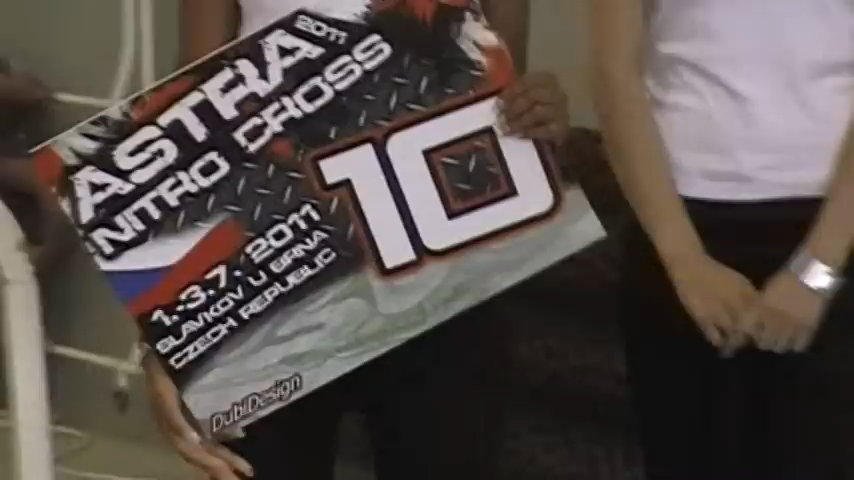 ASTRA 2011
NITRO CROSS
10
1.-3.7. 2011
SLAVKOV U BRNA
CZECH REPUBLIC
DubiDesign